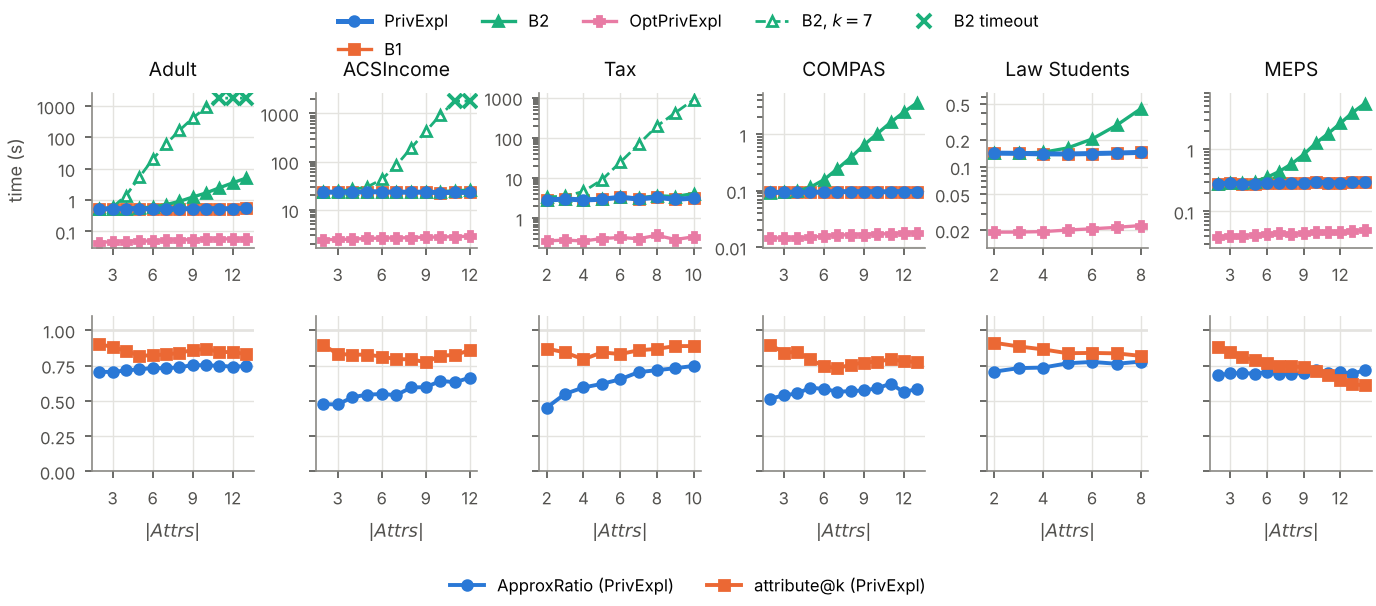 PrivExpl B2 OptPrivExpl B2, k = 7 B2 timeout
B1
Adult ACSIncome Tax COMPAS Law Students MEPS
time (s)
1000
100
10
1
0.1
3 6 9 12
1000
100
10
3 6 9 12
1000
100
10
1
2 4 6 8 10
1
0.1
0.01
3 6 9 12
0.5
0.2
0.1
0.05
0.02
2 4 6 8
1
0.1
3 6 9 12
1.00
0.75
0.50
0.25
0.00
3 6 9 12
3 6 9 12
2 4 6 8 10
3 6 9 12
2 4 6 8
3 6 9 12
|Attrs| |Attrs| |Attrs| |Attrs| |Attrs| |Attrs|
ApproxRatio (PrivExpl) attribute@k (PrivExpl)